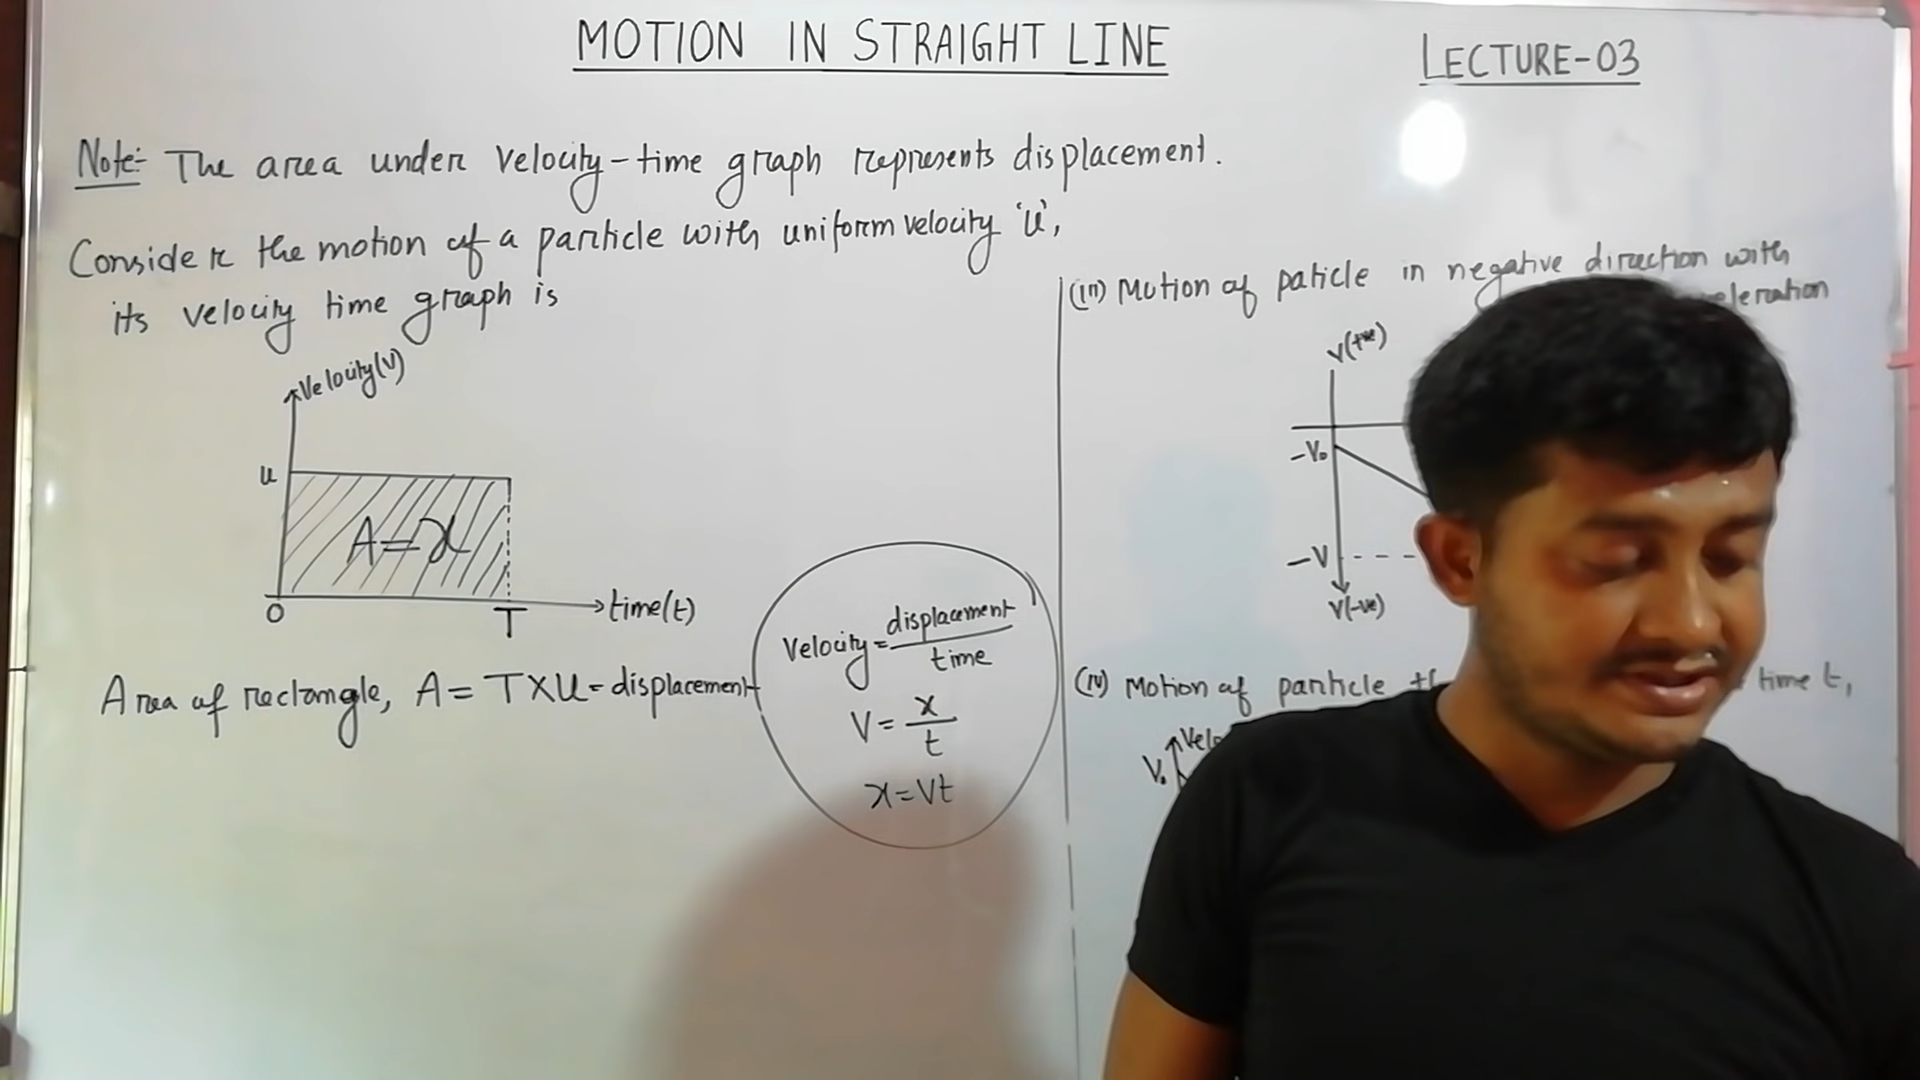 MOTION IN STRAIGHT LINE
LECTURE-03
Note:- The area under velocity-time graph represents displacement.
Consider the motion of a particle with uniform velocity 'u',
its velocity time graph is
Velocity(v)
u
A=x
O
T
time(t)
Area of rectangle, A= T×u= displacement
Velocity = displacement
time
V = x
t
x=Vt
(iii) Motion of paticle in negative direction with
V(+ve)
-V₀
-V
V(-ve)
(iv) Motion of particle
time t,
V₀